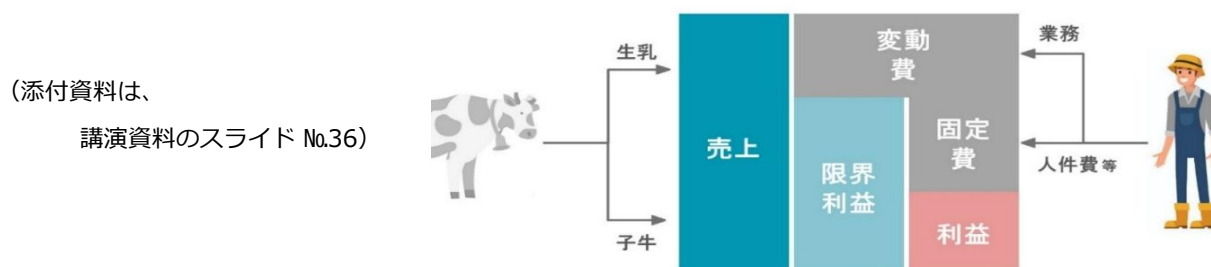 （添付資料は、
講演資料のスライド №36）
生乳
子牛
売上
変動
費
限界
利益
固定
費
利益
業務
人件費等